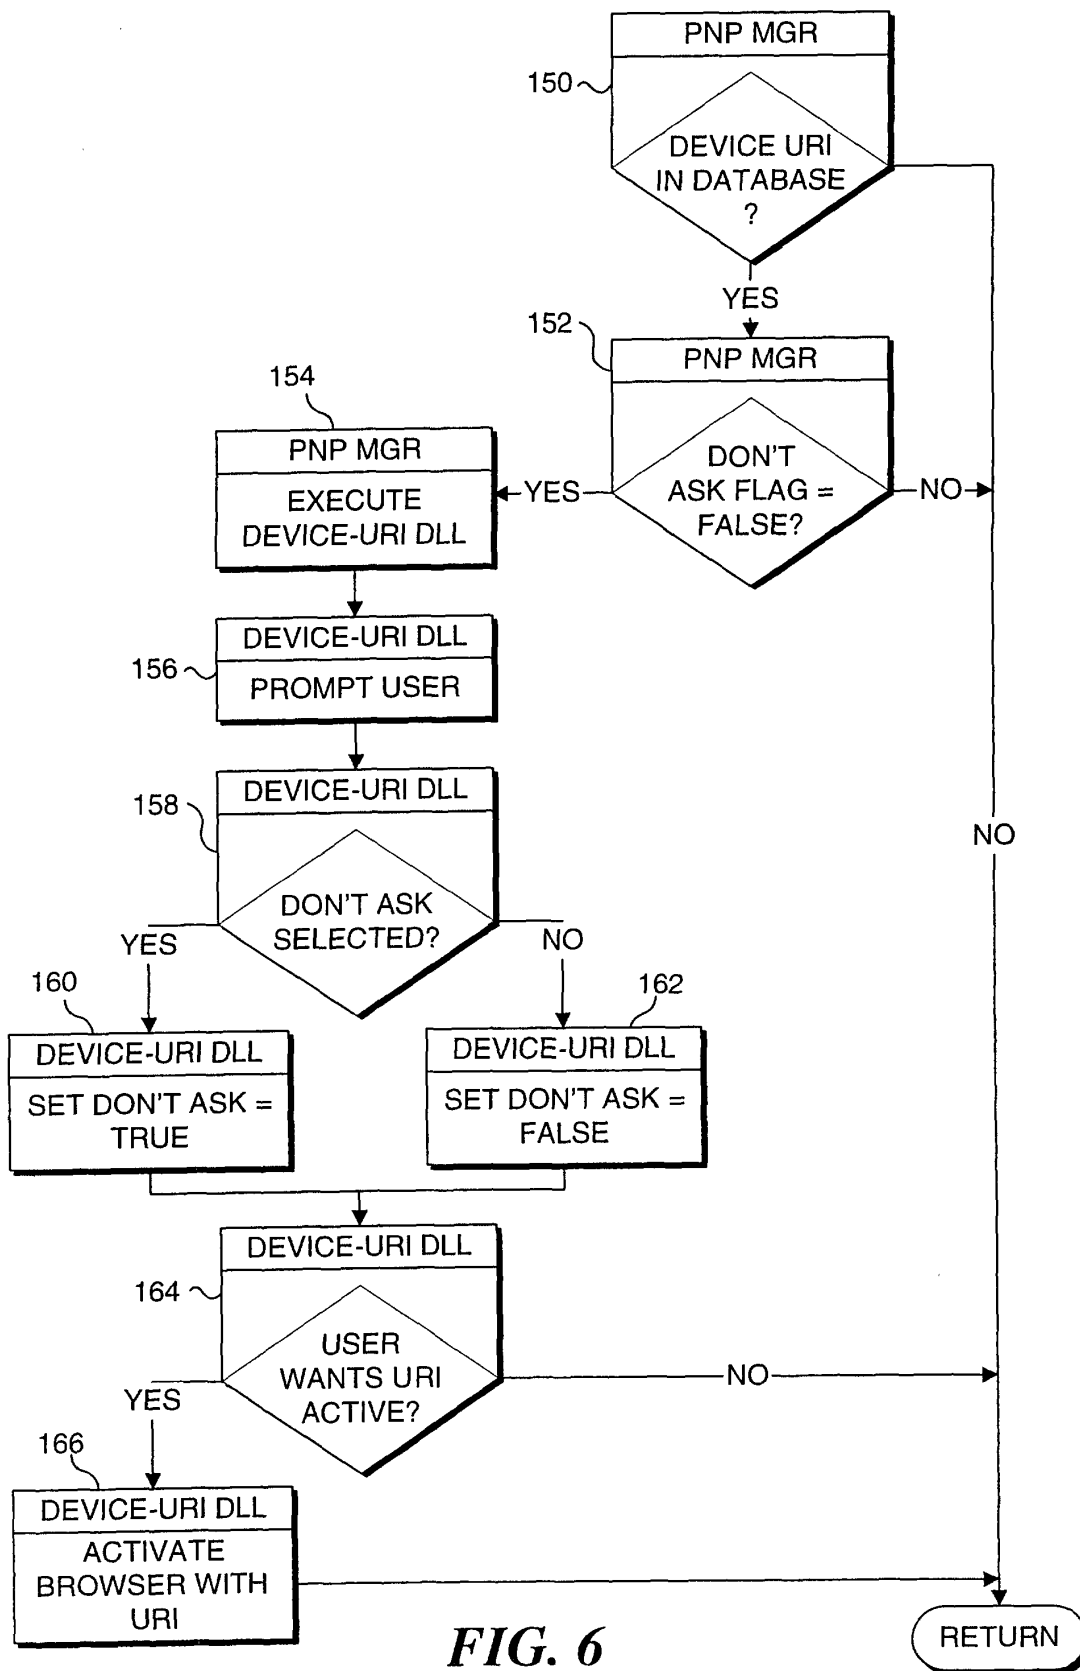 PNP MGR
150
DEVICE URI
IN DATABASE
?
YES
152
PNP MGR
DON'T
ASK FLAG =
FALSE?
YES
NO
154
PNP MGR
EXECUTE
DEVICE-URI DLL
DEVICE-URI DLL
156
PROMPT USER
DEVICE-URI DLL
158
DON'T ASK
SELECTED?
NO
YES
NO
160
DEVICE-URI DLL
SET DON'T ASK =
TRUE
162
DEVICE-URI DLL
SET DON'T ASK =
FALSE
DEVICE-URI DLL
164
USER
WANTS URI
ACTIVE?
YES
NO
166
DEVICE-URI DLL
ACTIVATE
BROWSER WITH
URI
RETURN
FIG. 6